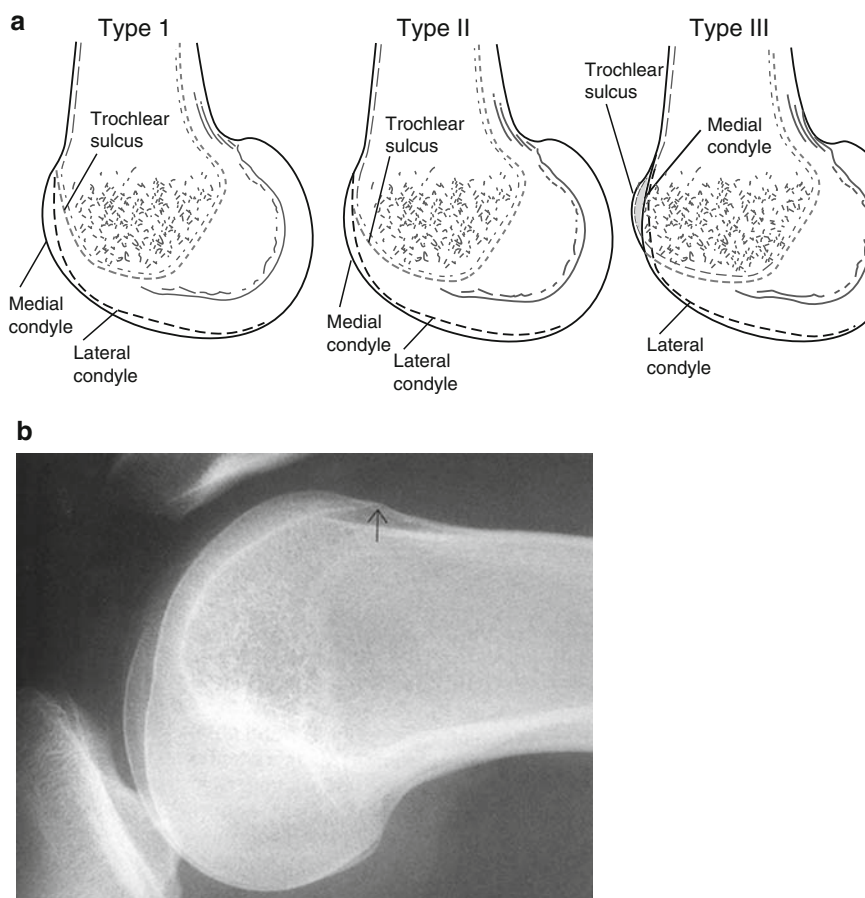 a
Type 1
Type II
Type III
Trochlear
sulcus
Medial
condyle
Lateral
condyle
Trochlear
sulcus
Medial
condyle
Lateral
condyle
Trochlear
sulcus
Medial
condyle
Lateral
condyle
b